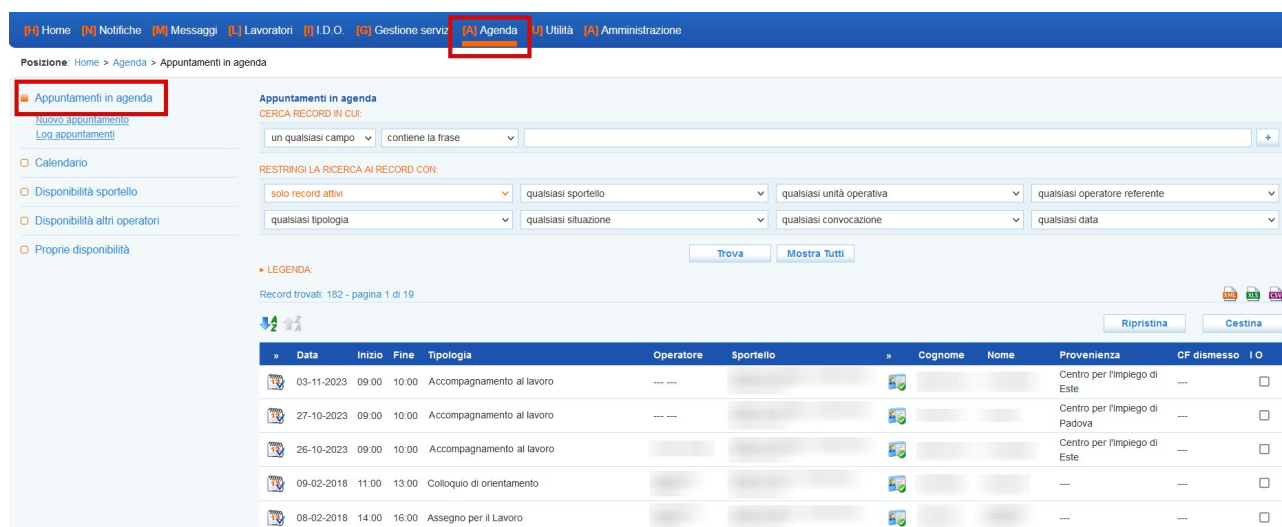 [H] Home [N] Notifiche [M] Messaggi [L] Lavoratori [I] I.D.O. [G] Gestione serviz [A] Agenda U] Utilità [A] Amministrazione
Posizione: Home > Agenda > Appuntamenti in agenda
Appuntamenti in agenda
Nuovo appuntamento
Log appuntamenti
Calendario
Disponibilità sportello
Disponibilità altri operatori
Proprie disponibilità
Appuntamenti in agenda
CERCA RECORD IN CUI:
un qualsiasi campo contiene la frase +
RESTRINGI LA RICERCA AI RECORD CON:
solo record attivi qualsiasi sportello qualsiasi unità operativa qualsiasi operatore referente
qualsiasi tipologia qualsiasi situazione qualsiasi convocazione qualsiasi data
Trova Mostra Tutti
LEGENDA:
Record trovati: 182 - pagina 1 di 19
XML XLS CSV
A Z Z A Ripristina Cestina
» Data Inizio Fine Tipologia Operatore Sportello » Cognome Nome Provenienza CF dismesso I O
03-11-2023 09:00 10:00 Accompagnamento al lavoro --- --- Centro per l'Impiego di Este --- 
27-10-2023 09:00 10:00 Accompagnamento al lavoro --- --- Centro per l'Impiego di Padova ---
26-10-2023 09:00 10:00 Accompagnamento al lavoro Centro per l'Impiego di Este ---
09-02-2018 11:00 13:00 Colloquio di orientamento --- ---
08-02-2018 14:00 16:00 Assegno per il Lavoro --- ---